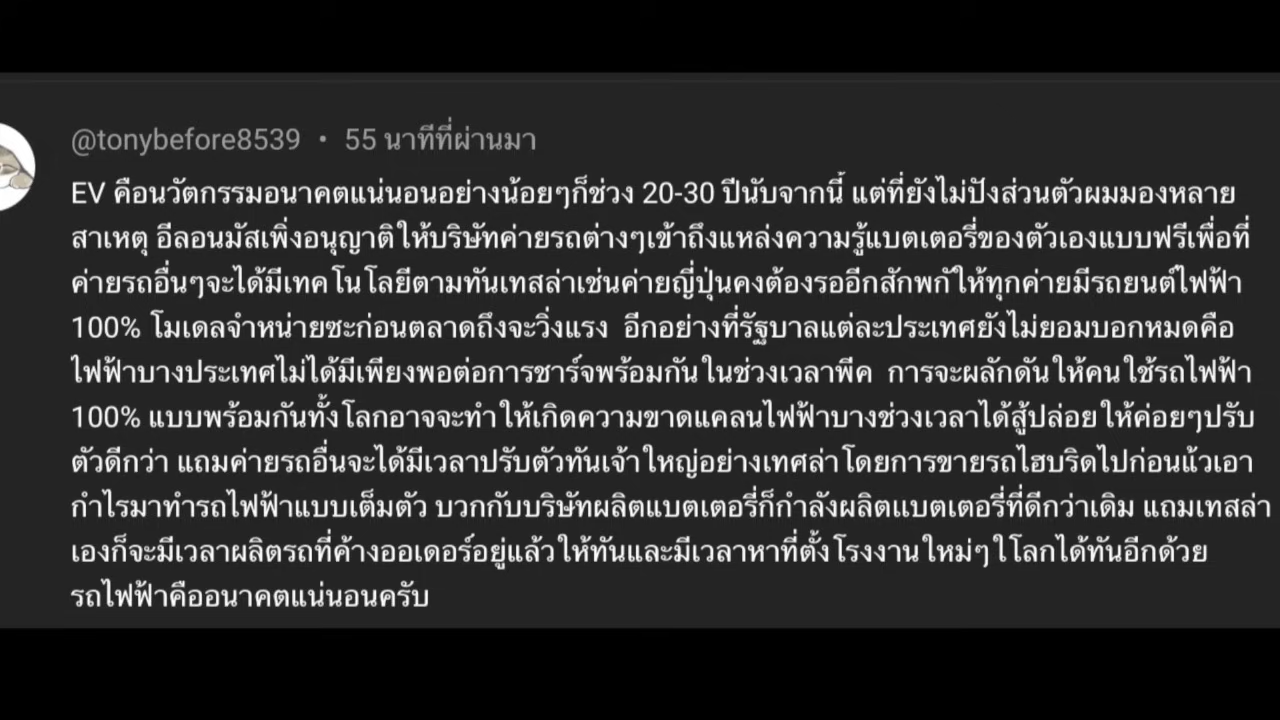 @tonybefore8539 • 55 นาทีที่ผ่านมา
EV คือนวัตกรรมอนาคตแน่นอนอย่างน้อยๆก็ช่วง 20-30 ปีนับจากนี้ แต่ที่ยังไม่ปังส่วนตัวผมมองหลาย
สาเหตุ อีลอนมัสเพิ่งอนุญาติให้บริษัทค่ายรถต่างๆเข้าถึงแหล่งความรู้แบตเตอรี่ของตัวเองแบบฟรีเพื่อที่
ค่ายรถอื่นๆจะได้มีเทคโนโลยีตามทันเทสล่าเช่นค่ายญี่ปุ่นคงต้องรออีกสักพกัให้ทุกค่ายมีรถยนต์ไฟฟ้า
100% โมเดลจำหน่ายซะก่อนตลาดถึงจะวิ่งแรง อีกอย่างที่รัฐบาลแต่ละประเทศยังไม่ยอมบอกหมดคือ
ไฟฟ้าบางประเทศไม่ได้มีเพียงพอต่อการชาร์จพร้อมกันในช่วงเวลาพีค การจะผลักดันให้คนใช้รถไฟฟ้า
100% แบบพร้อมกันทั้งโลกอาจจะทำให้เกิดความขาดแคลนไฟฟ้าบางช่วงเวลาได้สู้ปล่อยให้ค่อยๆปรับ
ตัวดีกว่า แถมค่ายรถอื่นจะได้มีเวลาปรับตัวทันเจ้าใหญ่อย่างเทศล่าโดยการขายรถไฮบริดไปก่อนแ้วเอา
กำไรมาทำรถไฟฟ้าแบบเต็มตัว บวกกับบริษัทผลิตแบตเตอรี่ก็กำลังผลิตแบตเตอรี่ที่ดีกว่าเดิม แถมเทสล่า
เองก็จะมีเวลาผลิตรถที่ค้างออเดอร์อยู่แล้วให้ทันและมีเวลาหาที่ตั้งโรงงานใหม่ๆใโลกได้ทันอีกด้วย
รถไฟฟ้าคืออนาคตแน่นอนครับ